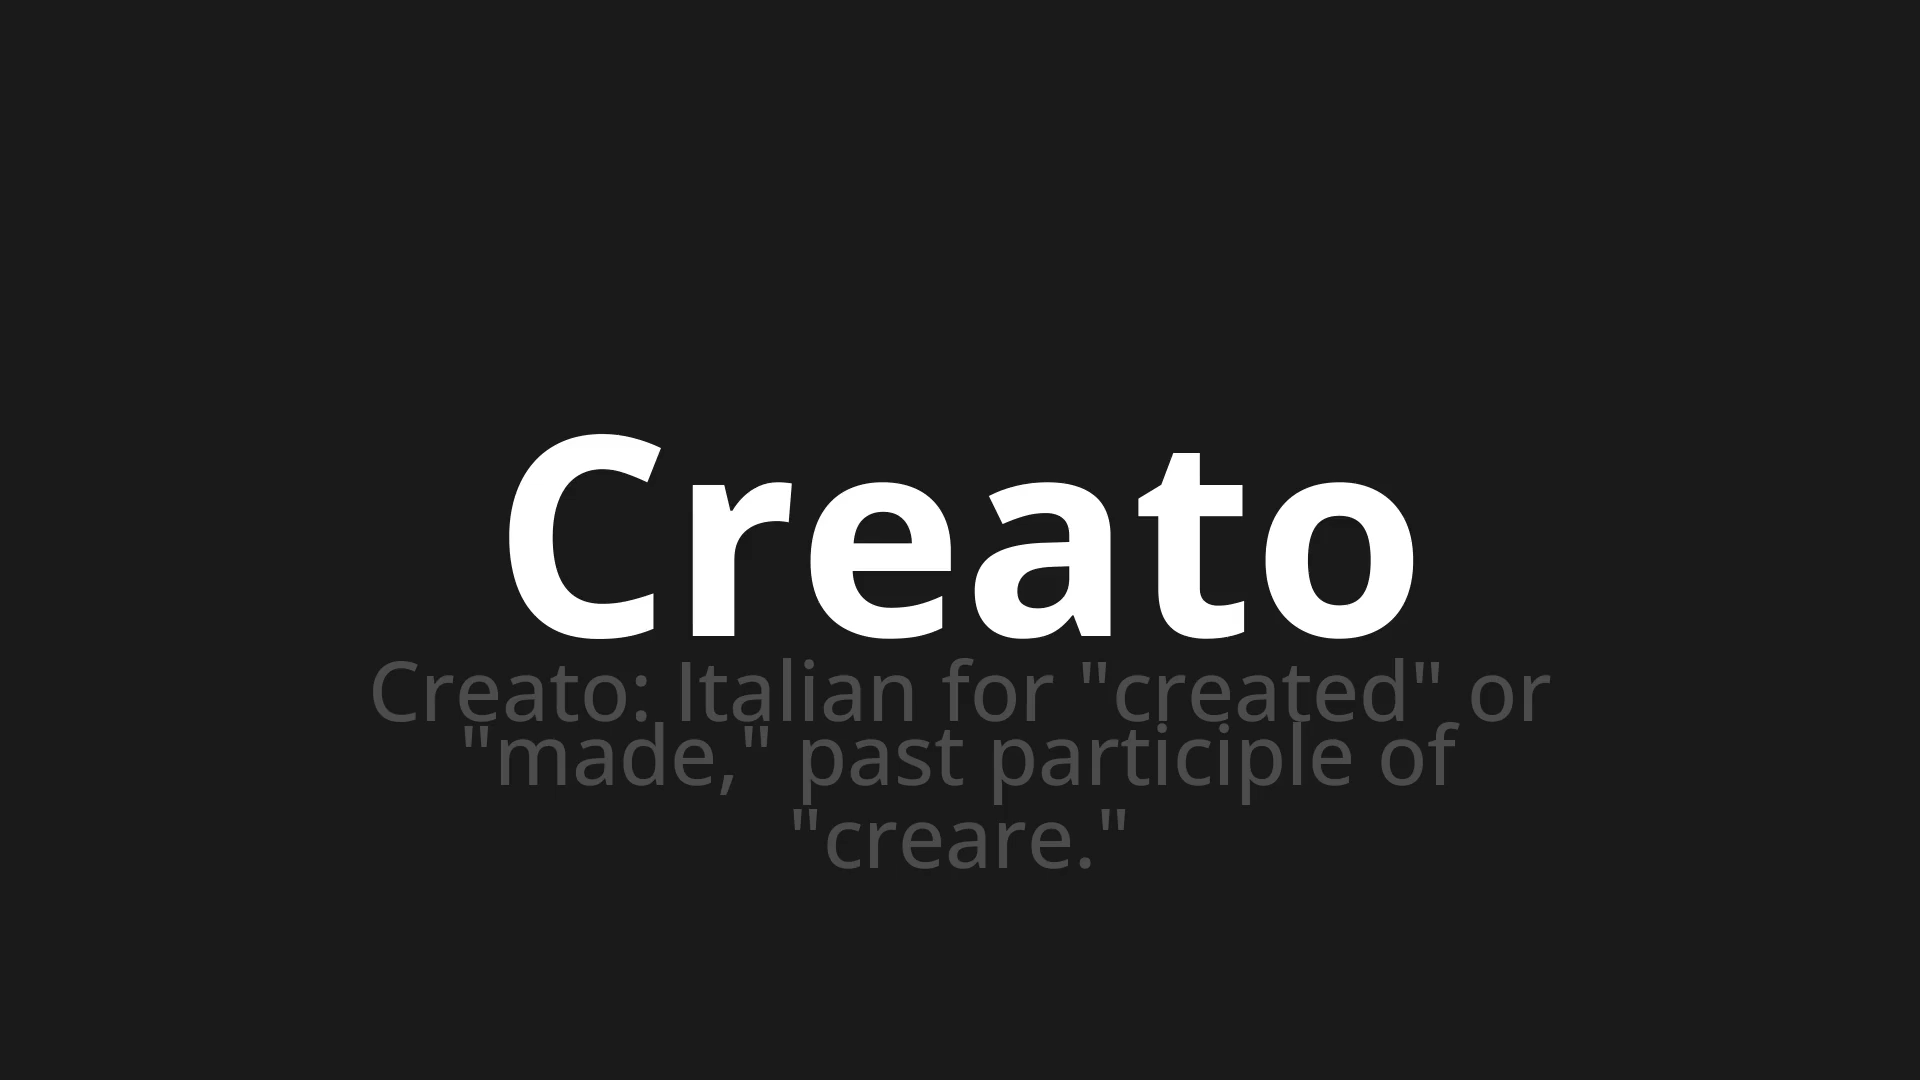 Creato
Creato: Italian for "created" or
"made," past participle of
"creare."